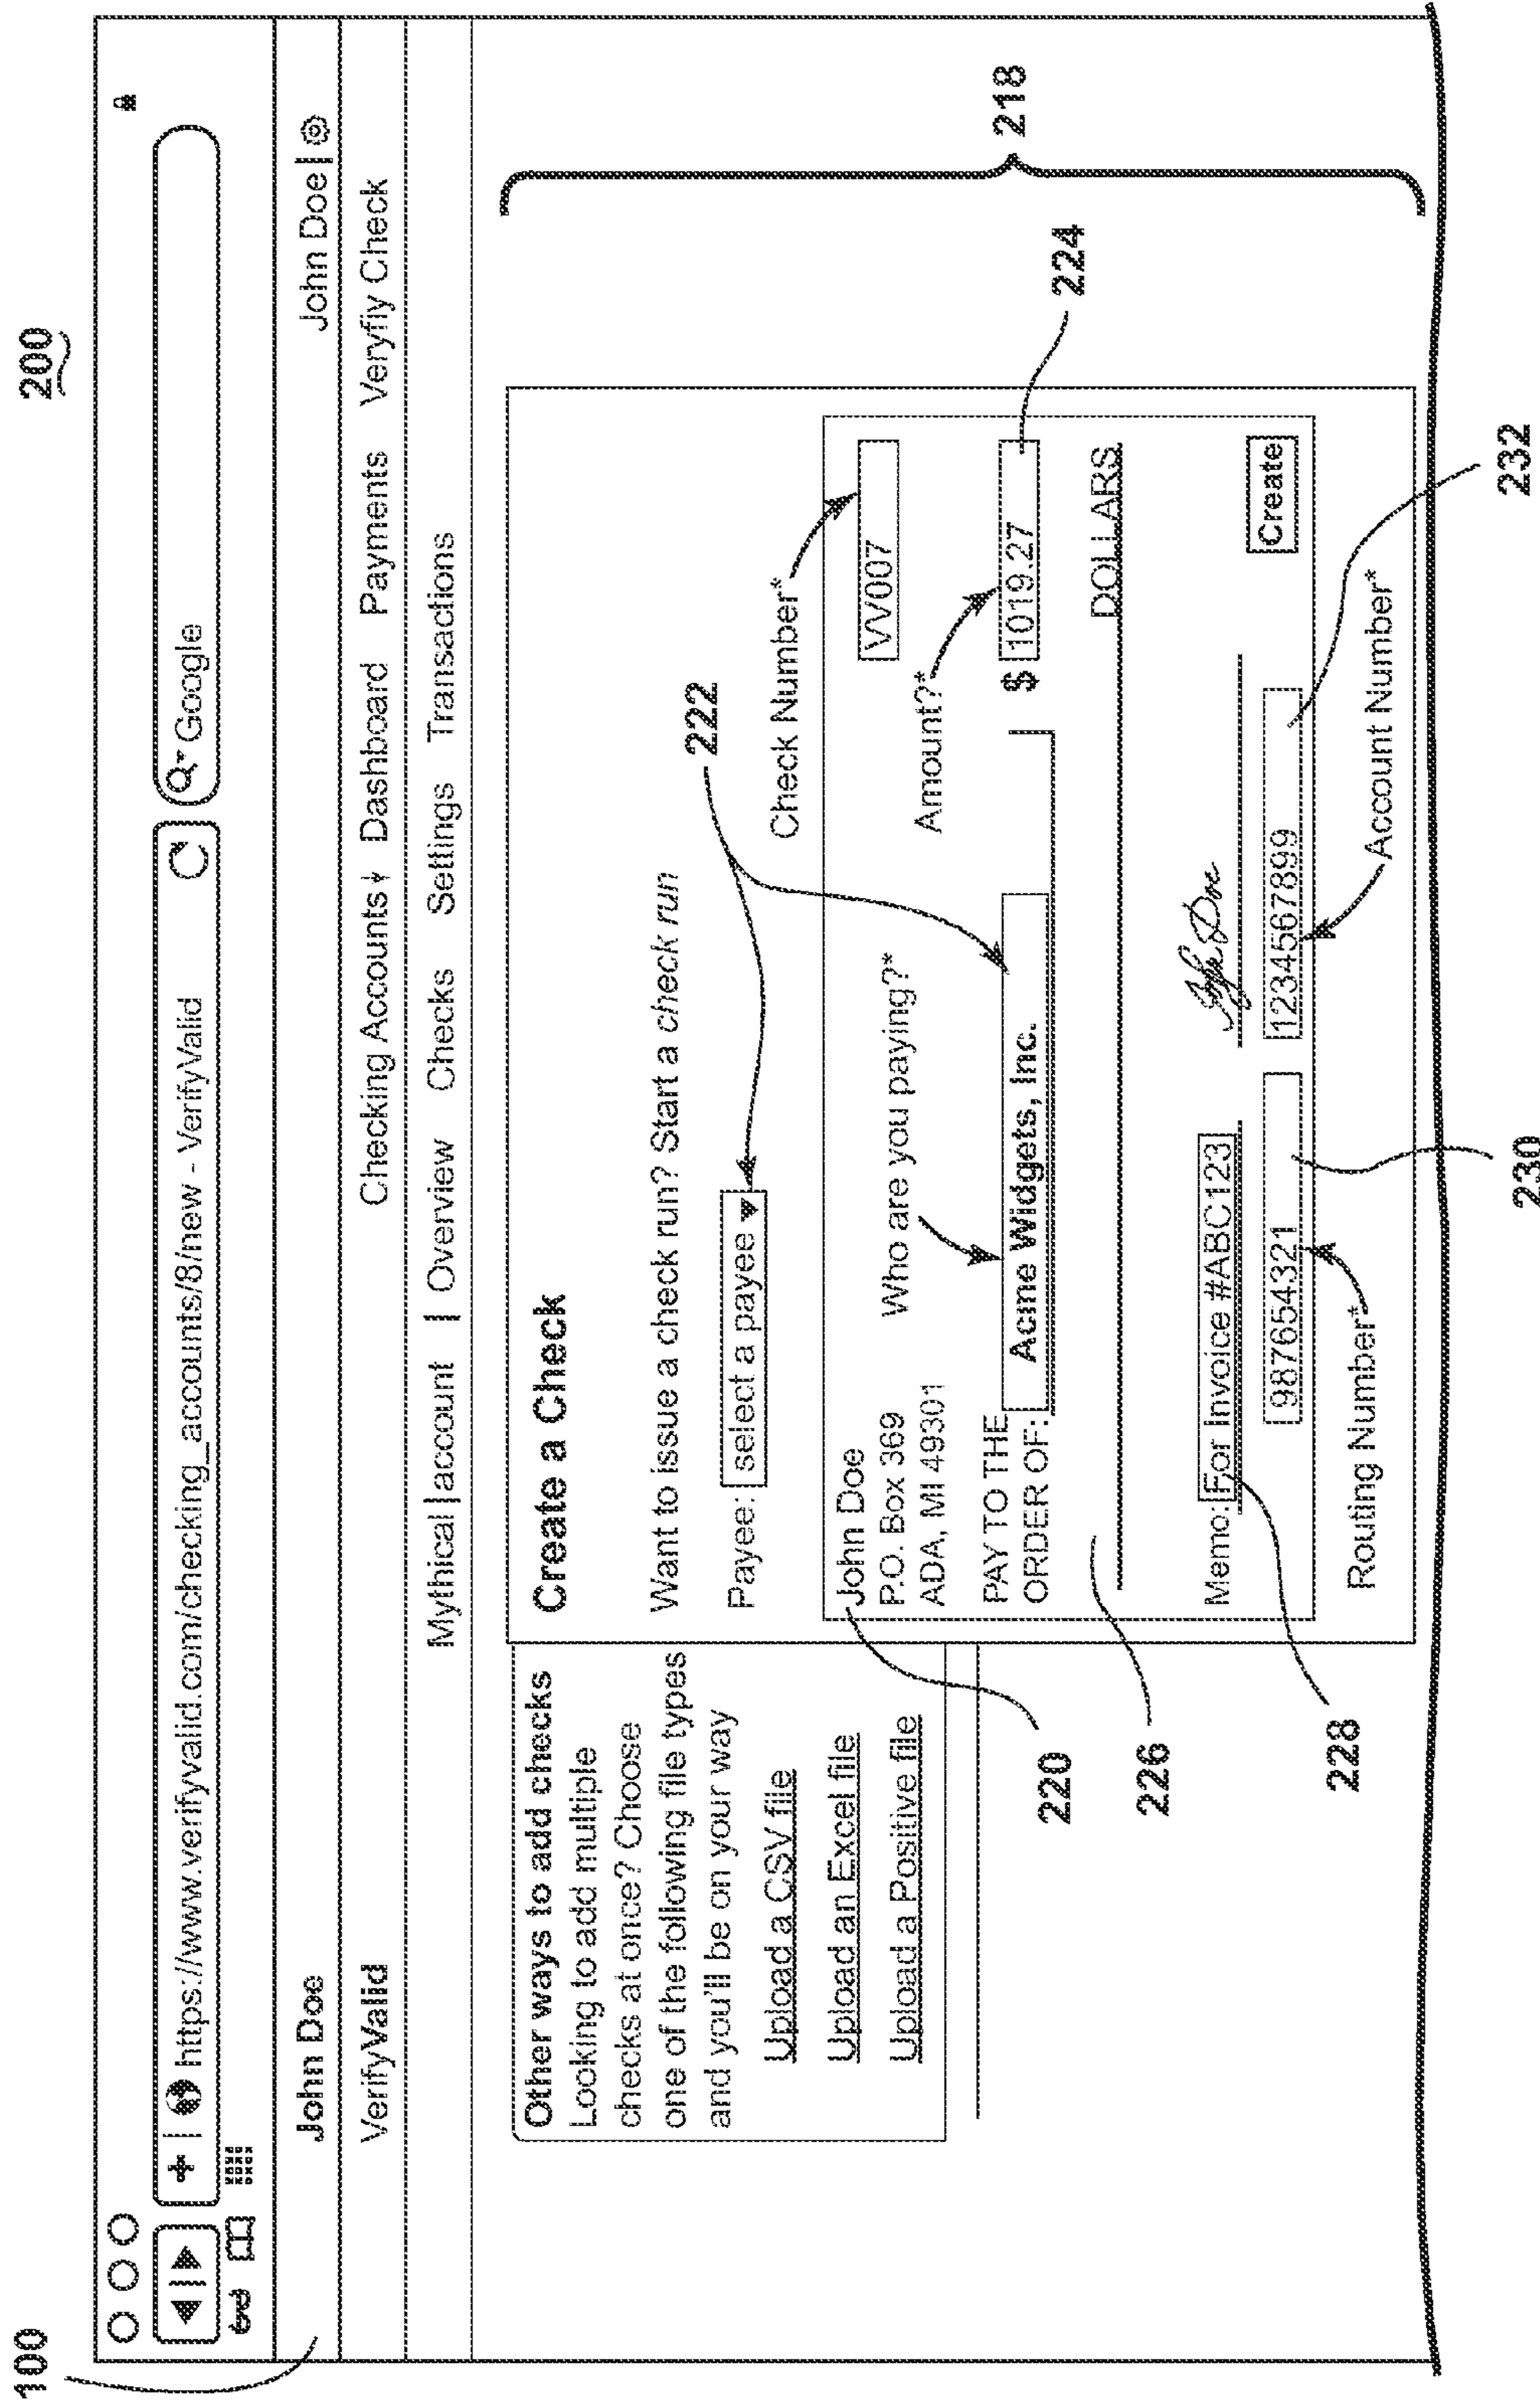 200
100
+ | https://www.verifyvalid.com/checking_accounts/8/new - VerifyValid
Google
John Doe
John Doe |
VerifyValid
Checking Accounts Dashboard Payments Veryfiy Check
Mythical | account | Overview Checks Settings Transactions
Other ways to add checks
Looking to add multiple
checks at once? Choose
one of the following file types
and you'll be on your way
Upload a CSV file
Upload an Excel file
Upload a Positive file
Create a Check
Want to issue a check run? Start a check run
Payee: select a payee
222
Check Number*
VV007
John Doe
P.O. Box 369
ADA, MI 49301
Who are you paying?*
Amount?*
PAY TO THE
ORDER OF:
Acme Widgets, Inc.
$ 1019.27
DOLLARS
Memo: For Invoice #ABC123
John Doe
Create
987654321
1234567899
Routing Number*
Account Number*
218
224
220
226
228
230
232